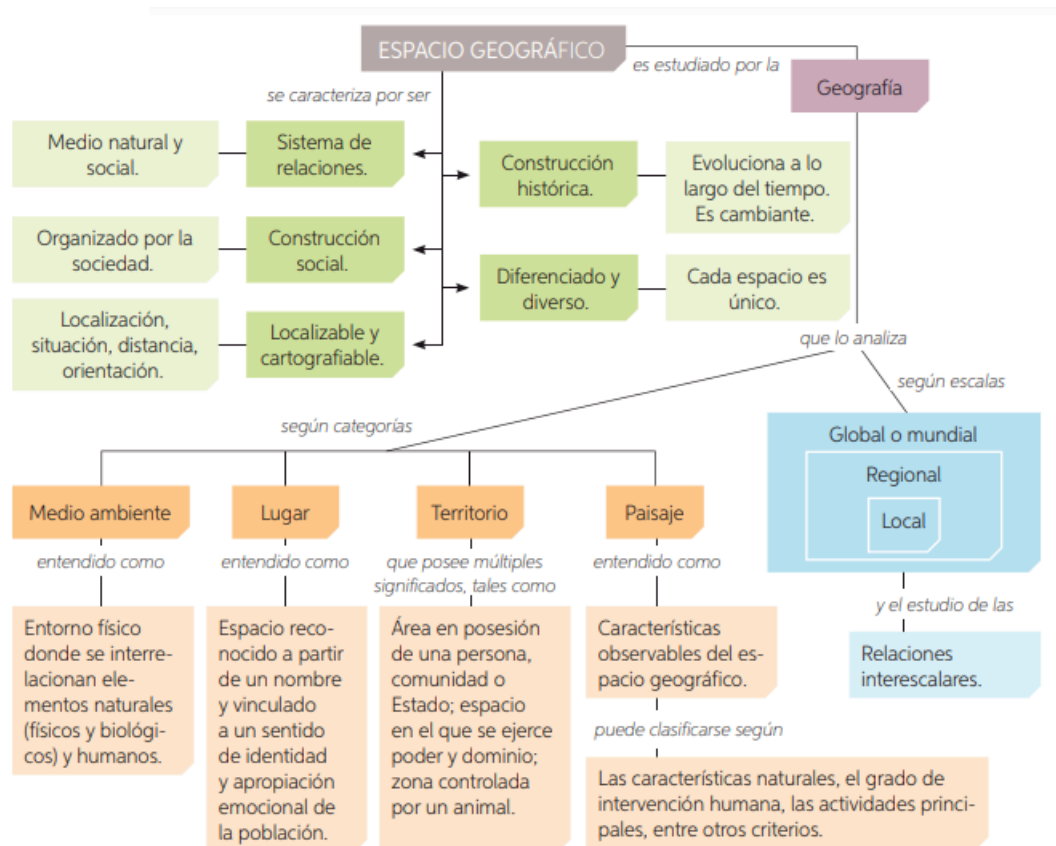 ESPACIO GEOGRÁFICO
es estudiado por la
Geografía
se caracteriza por ser
Medio natural y
social.
Sistema de
relaciones.
Construcción
histórica.
Evoluciona a lo
largo del tiempo.
Es cambiante.
Organizado por la
sociedad.
Construcción
social.
Diferenciado y
diverso.
Cada espacio es
único.
Localización,
situación, distancia,
orientación.
Localizable y
cartografiable.
que lo analiza
según escalas
según categorías
Global o mundial
Regional
Local
Medio ambiente
Lugar
Territorio
Paisaje
entendido como
entendido como
que posee múltiples
significados, tales como
entendido como
y el estudio de las
Relaciones
interescalares.
Entorno físico
donde se interre-
lacionan ele-
mentos naturales
(físicos y biológi-
cos) y humanos.
Espacio reco-
nocido a partir
de un nombre
y vinculado
a un sentido
de identidad
y apropiación
emocional de
la población.
Área en posesión
de una persona,
comunidad o
Estado; espacio
en el que se ejerce
poder y dominio;
zona controlada
por un animal.
Características
observables del es-
pacio geográfico.
puede clasificarse según
Las características naturales, el grado de
intervención humana, las actividades princi-
pales, entre otros criterios.